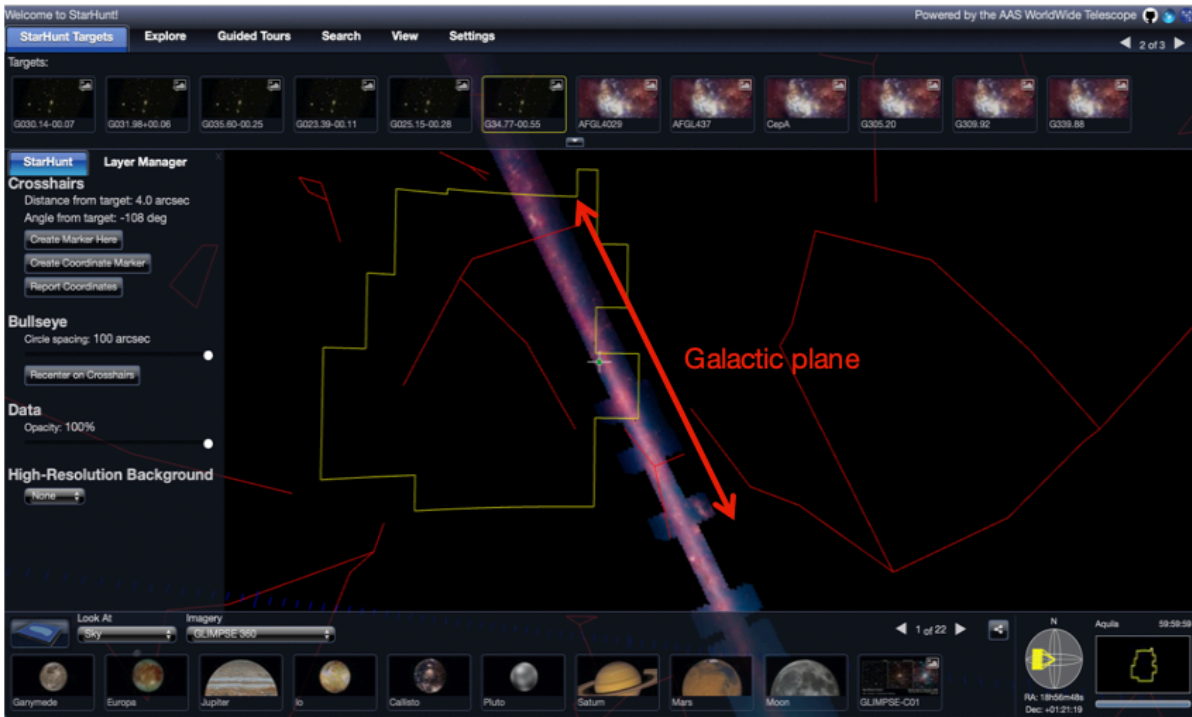 Welcome to StarHunt!
Powered by the AAS WorldWide Telescope
StarHunt Targets Explore Guided Tours Search View Settings
2 of 3
Targets:
G030.14-00.07 G031.98+00.06 G035.60-00.25 G023.39-00.11 G025.15-00.28 G34.77-00.55 AFGL4029 AFGL437 CepA G305.20 G309.92 G339.88
StarHunt Layer Manager X
Crosshairs
Distance from target: 4.0 arcsec
Angle from target: -108 deg
Create Marker Here
Create Coordinate Marker
Report Coordinates
Bullseye
Circle spacing: 100 arcsec
Recenter on Crosshairs
Data
Opacity: 100%
High-Resolution Background
None
Galactic plane
Look At Imagery
Sky GLIMPSE 360
1 of 22
Ganymede Europa Jupiter Io Callisto Pluto Saturn Mars Moon GLIMPSE-C01
N
RA: 18h56m48s
Dec: +01:21:19
Aquila 59:59:59